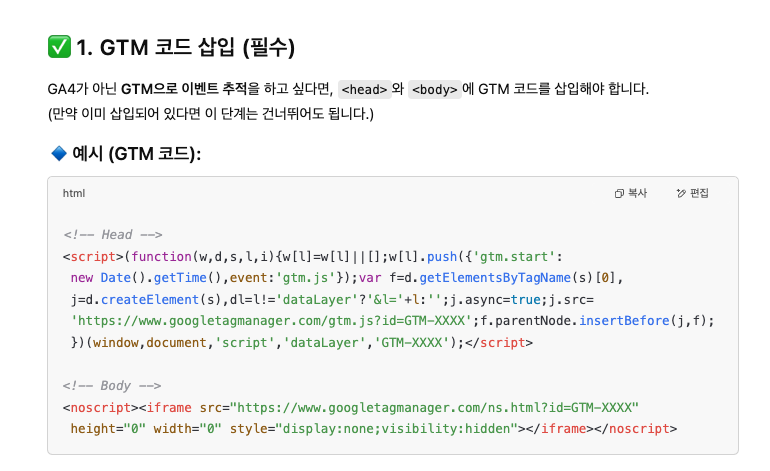 ✅ 1. GTM 코드 삽입 (필수)
GA4가 아닌 GTM으로 이벤트 추적을 하고 싶다면, <head>와 <body>에 GTM 코드를 삽입해야 합니다.
(만약 이미 삽입되어 있다면 이 단계는 건너뛰어도 됩니다.)
🔹 예시 (GTM 코드):
html 복사 편집
<!-- Head -->
<script>(function(w,d,s,l,i){w[l]=w[l]||[];w[l].push({'gtm.start':
new Date().getTime(),event:'gtm.js'});var f=d.getElementsByTagName(s)[0],
j=d.createElement(s),dl=l!='dataLayer'?'&l='+l:'';j.async=true;j.src=
'https://www.googletagmanager.com/gtm.js?id=GTM-XXXX';f.parentNode.insertBefore(j,f);
})(window,document,'script','dataLayer','GTM-XXXX');</script>
<!-- Body -->
<noscript><iframe src="https://www.googletagmanager.com/ns.html?id=GTM-XXXX"
height="0" width="0" style="display:none;visibility:hidden"></iframe></noscript>